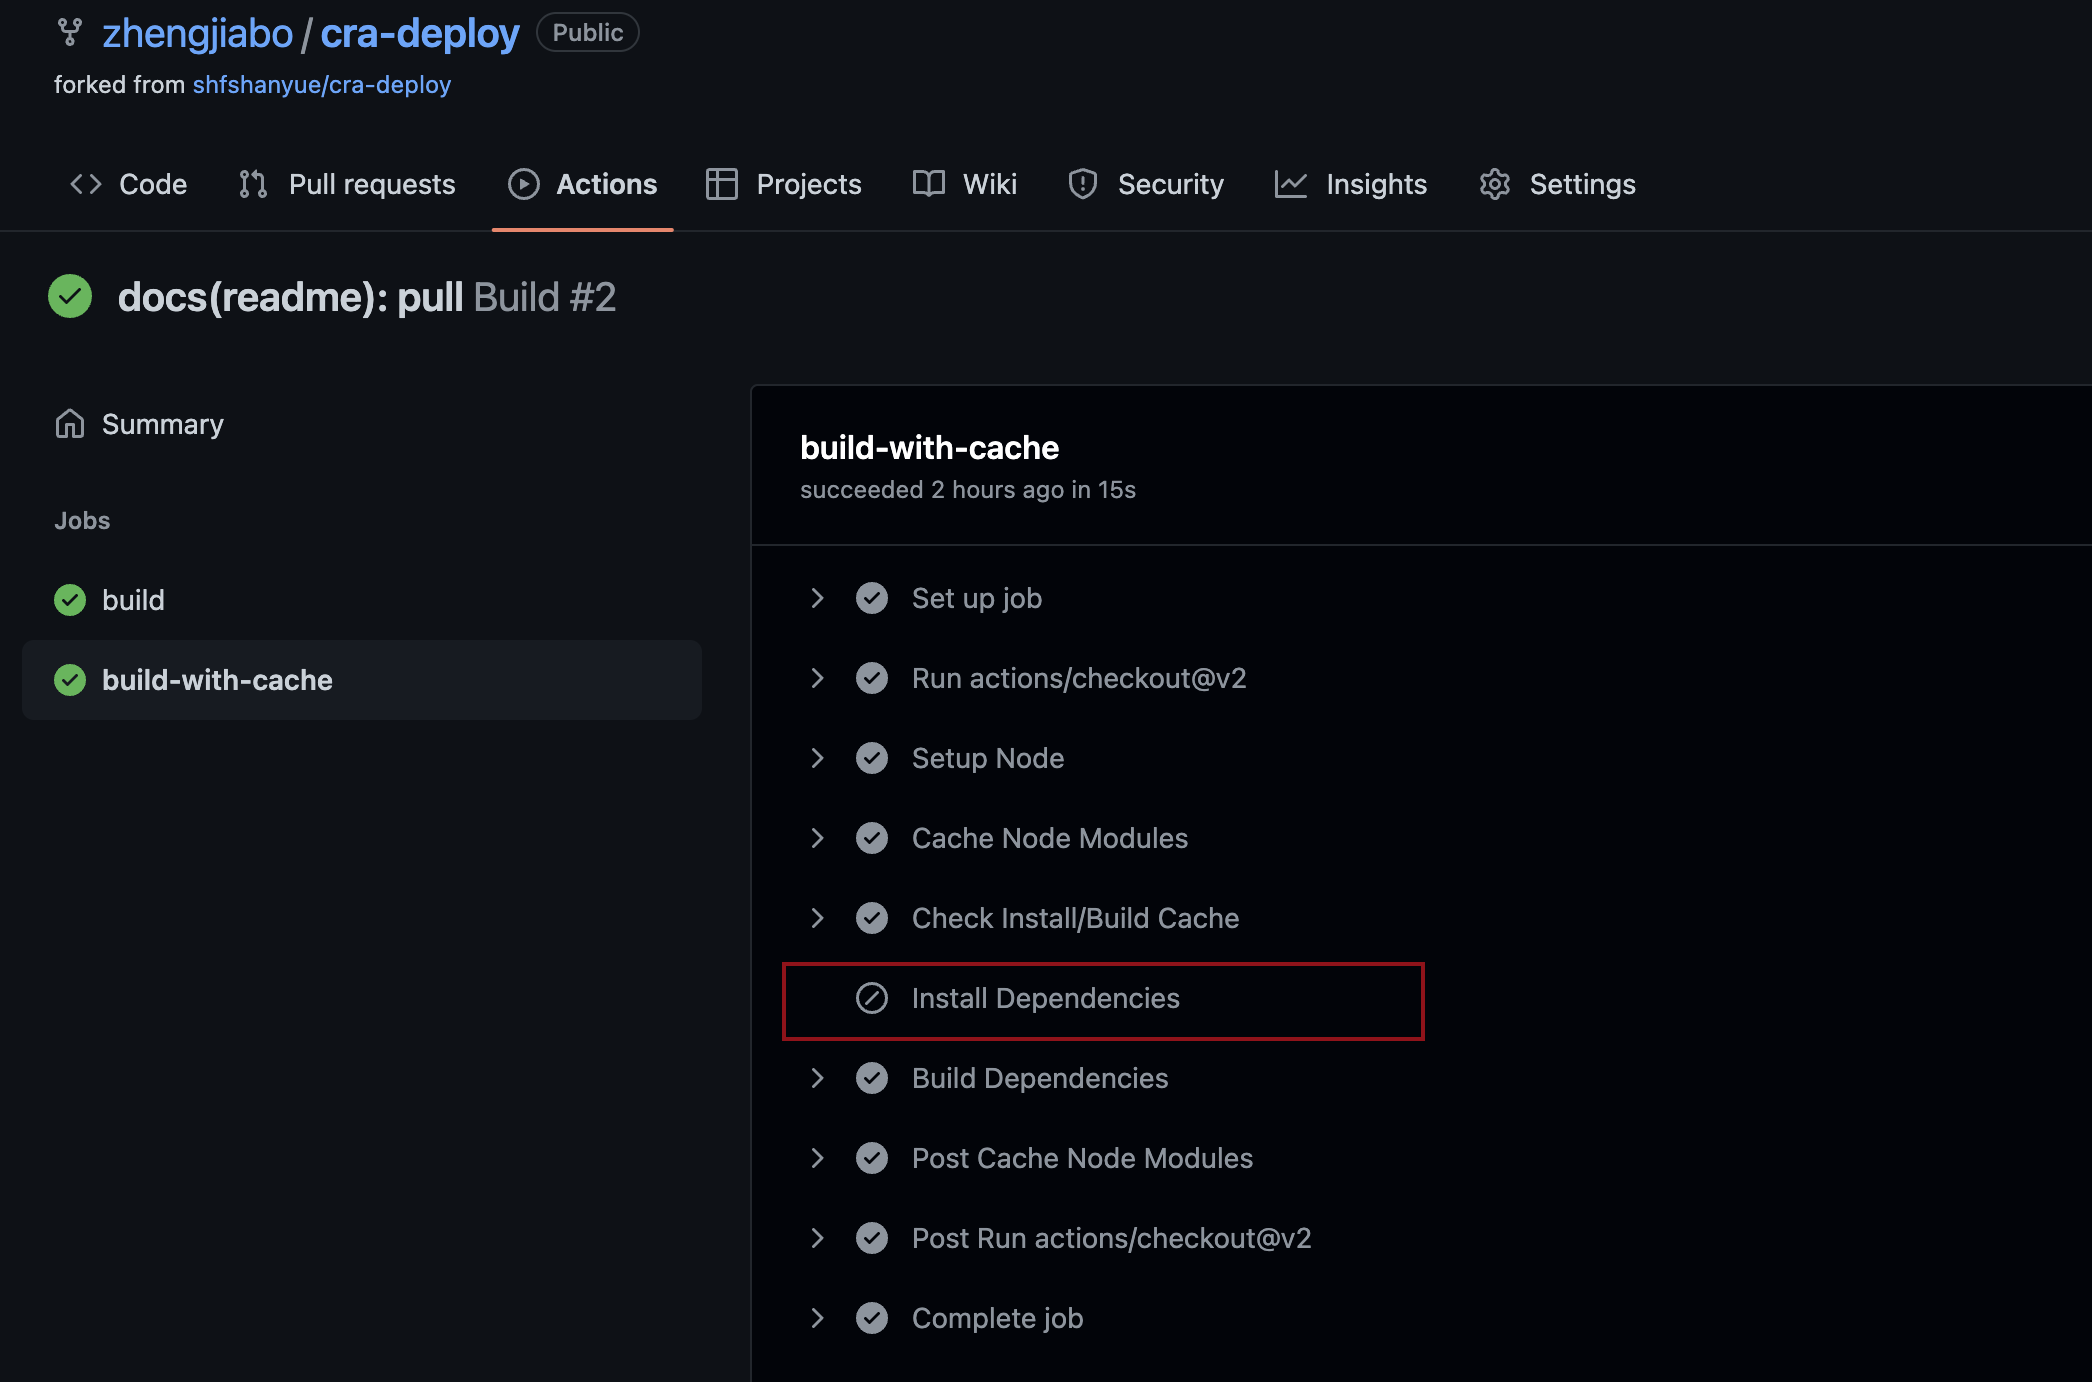 zhengjiabo / cra-deploy Public
forked from shfshanyue/cra-deploy
Code Pull requests Actions Projects Wiki Security Insights Settings
docs(readme): pull Build #2
Summary
Jobs
build
build-with-cache
build-with-cache
succeeded 2 hours ago in 15s
Set up job
Run actions/checkout@v2
Setup Node
Cache Node Modules
Check Install/Build Cache
Install Dependencies
Build Dependencies
Post Cache Node Modules
Post Run actions/checkout@v2
Complete job